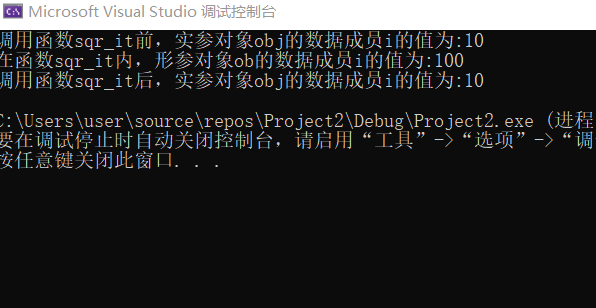 Microsoft Visual Studio 调试控制台
调用函数sqr_it前，实参对象obj的数据成员i的值为:10
在函数sqr_it内，形参对象ob的数据成员i的值为:100
调用函数sqr_it后，实参对象obj的数据成员i的值为:10
C:\Users\user\source\repos\Project2\Debug\Project2.exe (进程
要在调试停止时自动关闭控制台，请启用“工具”->“选项”->“调
按任意键关闭此窗口. . .